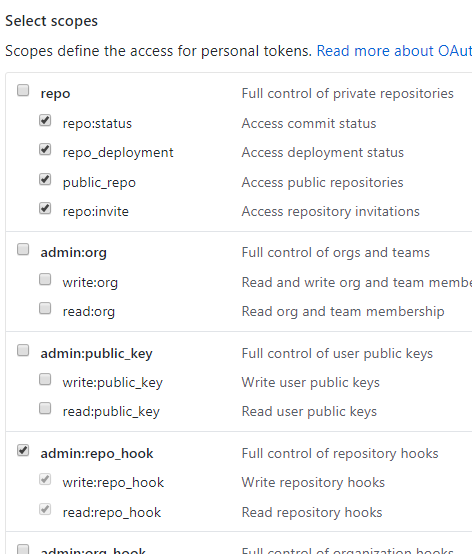 Select scopes
Scopes define the access for personal tokens. Read more about OAut
repo Full control of private repositories
repo:status Access commit status
repo_deployment Access deployment status
public_repo Access public repositories
repo:invite Access repository invitations
admin:org Full control of orgs and teams
write:org Read and write org and team membe
read:org Read org and team membership
admin:public_key Full control of user public keys
write:public_key Write user public keys
read:public_key Read user public keys
admin:repo_hook Full control of repository hooks
write:repo_hook Write repository hooks
read:repo_hook Read repository hooks
admin:org_hook Full control of organization hooks